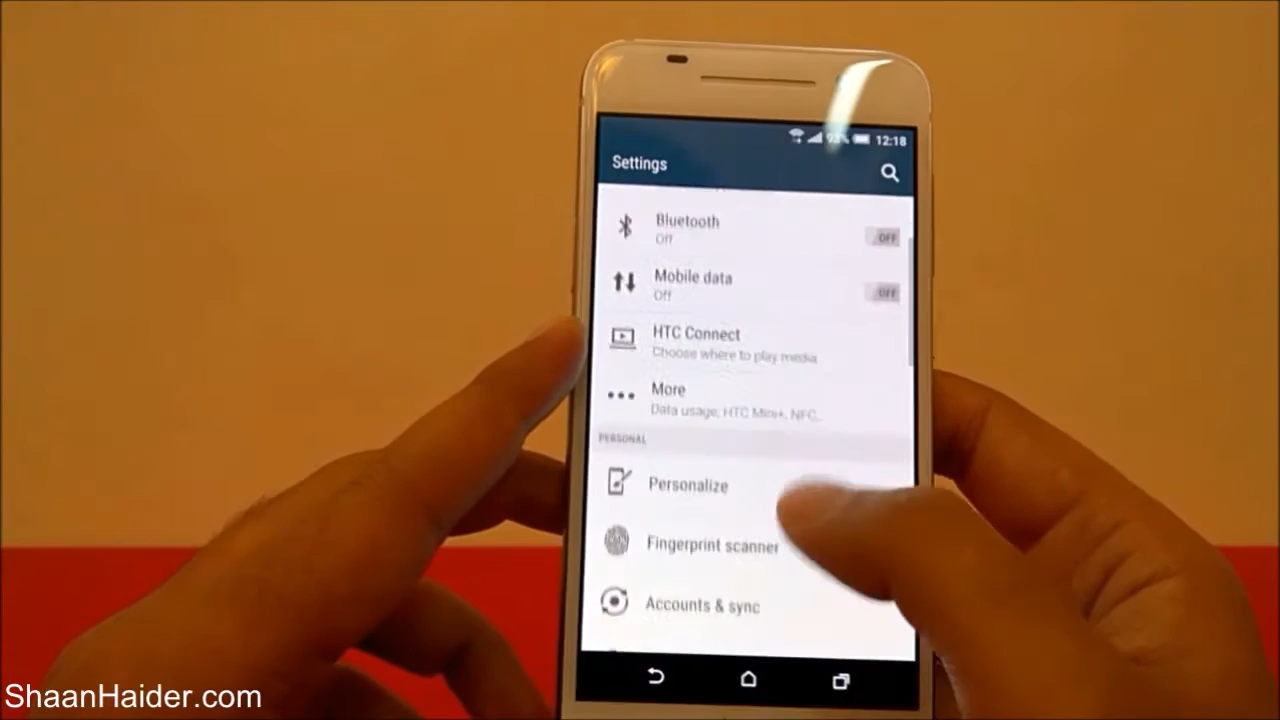 93% 12:18
Settings
Bluetooth
Off
OFF
Mobile data
Off
OFF
HTC Connect
Choose where to play media
More
Data usage, HTC Mini+, NFC,
PERSONAL
Personalize
Fingerprint scanner
Accounts & sync
ShaanHaider.com